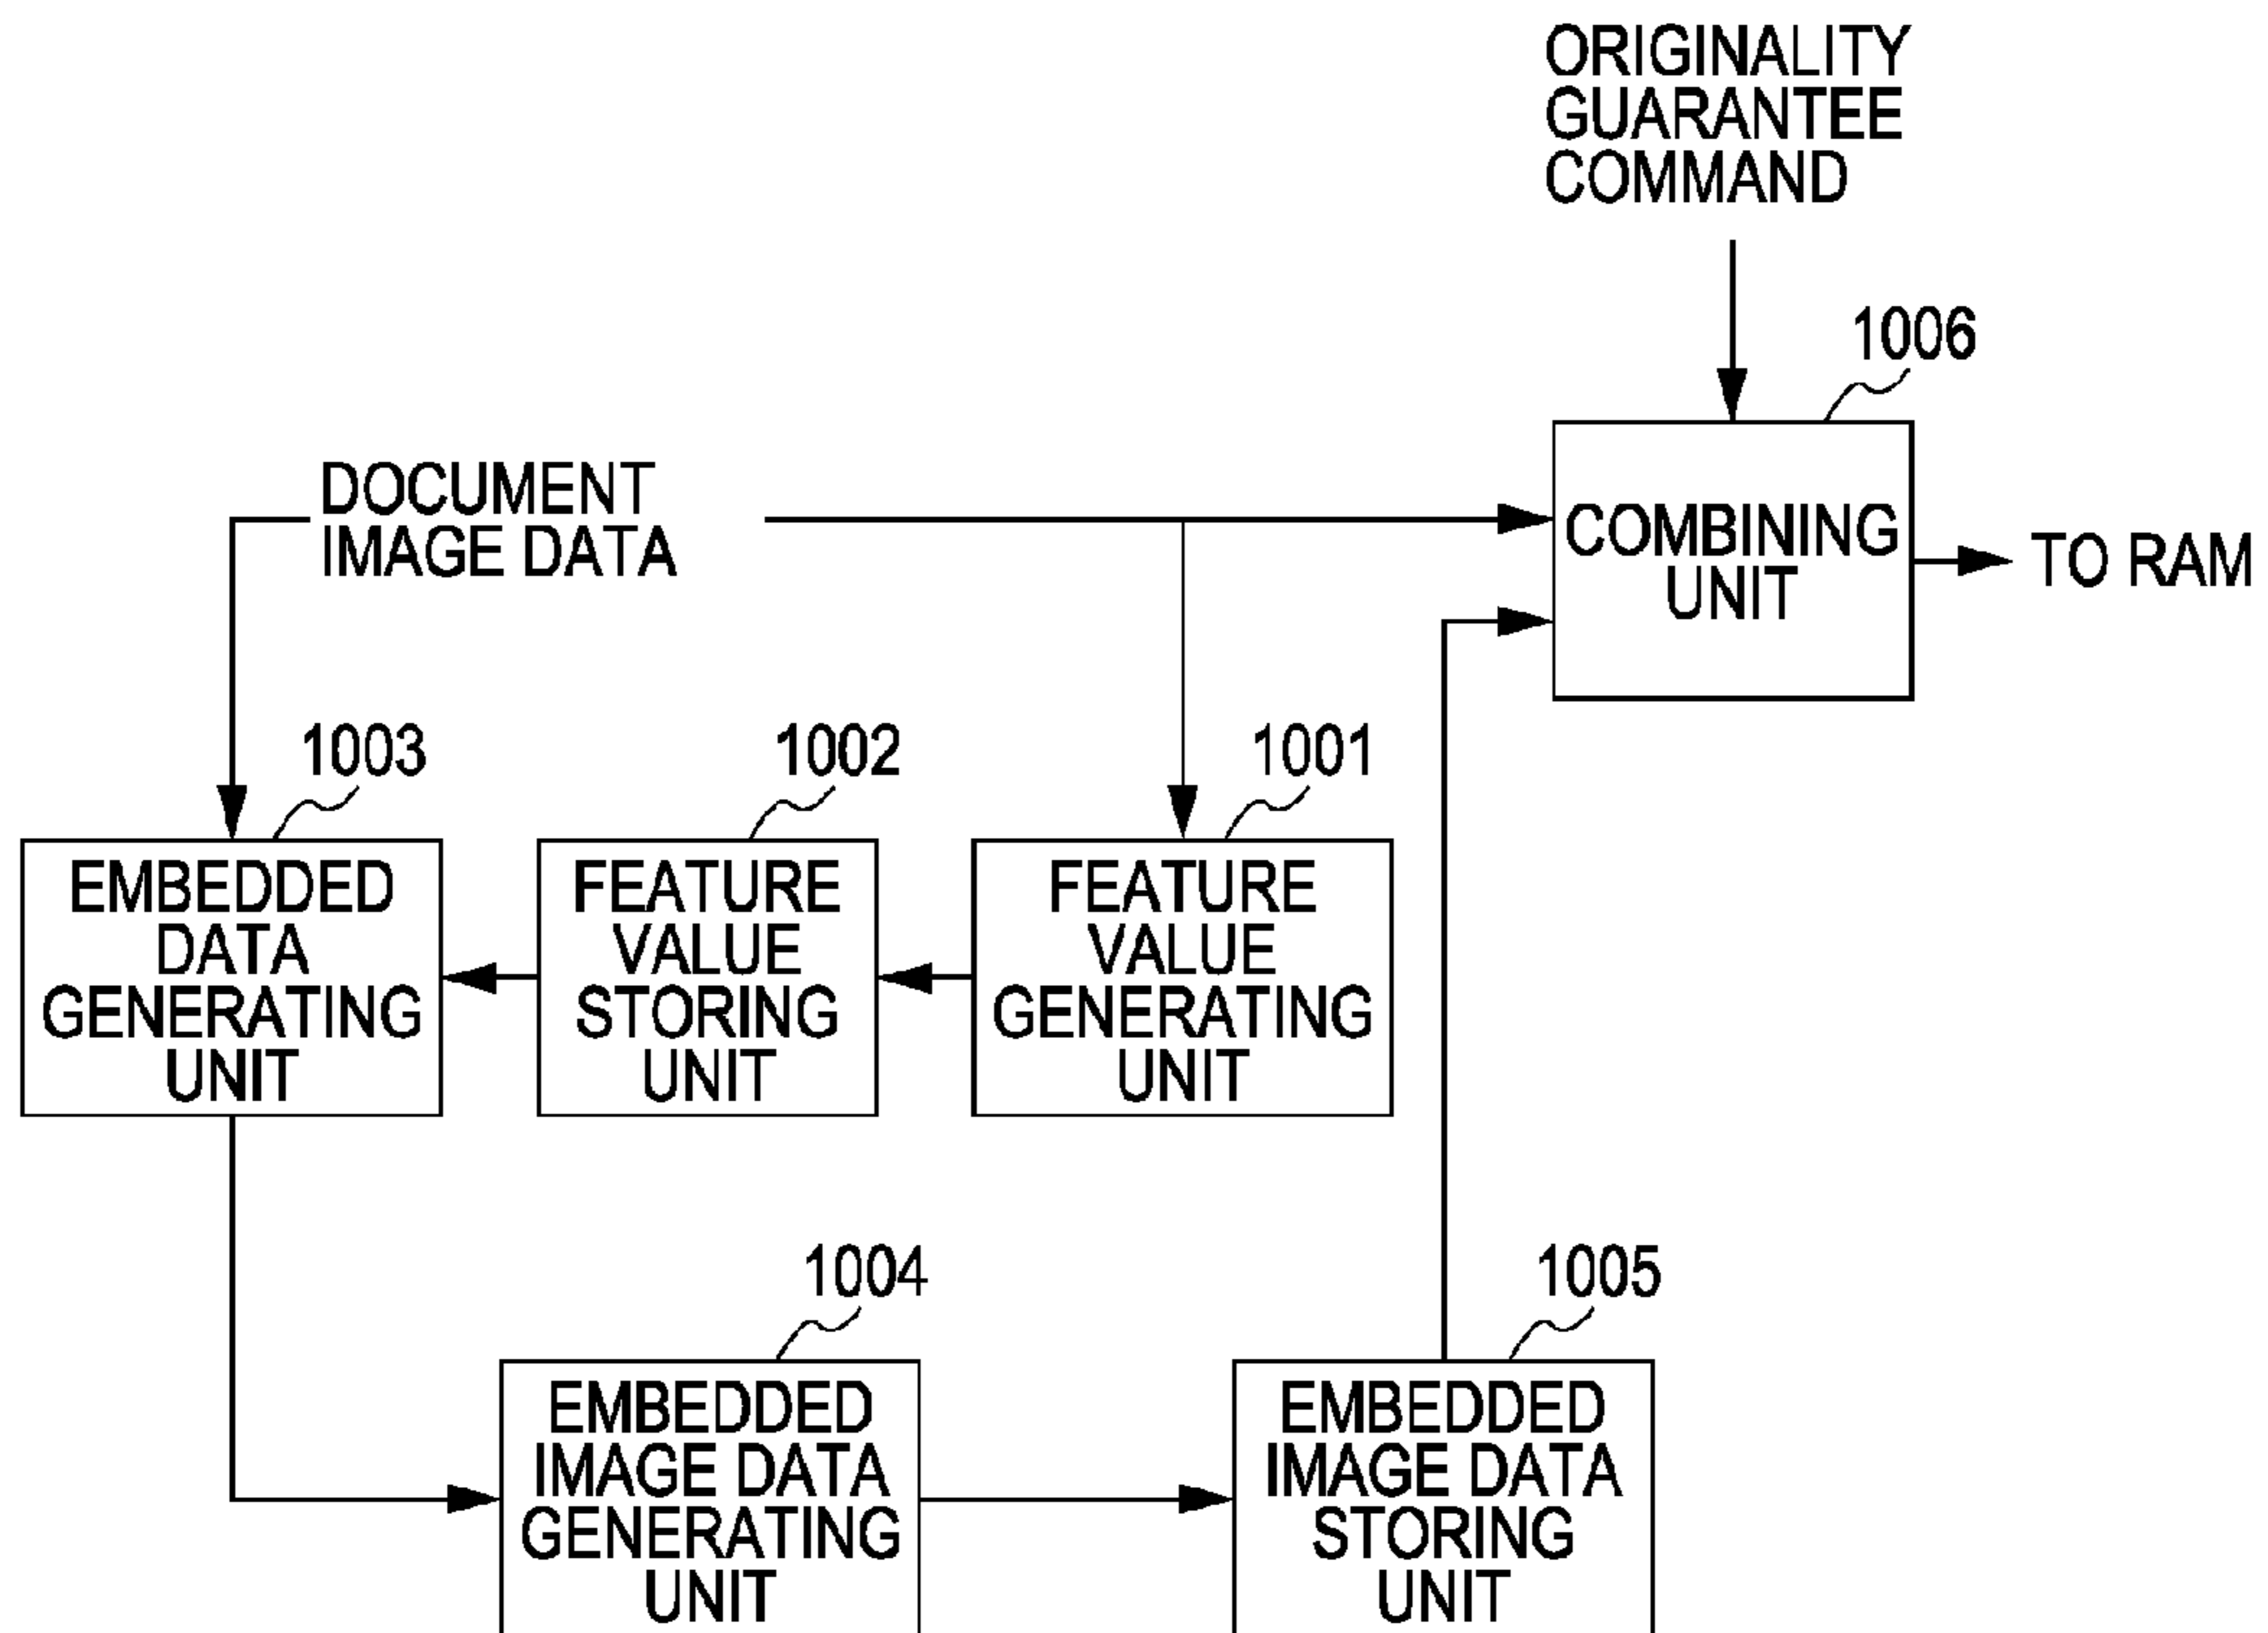 ORIGINALITY
GUARANTEE
COMMAND
1006
DOCUMENT
IMAGE DATA
COMBINING
UNIT
TO RAM
1003
1002
1001
EMBEDDED
DATA
GENERATING
UNIT
FEATURE
VALUE
STORING
UNIT
FEATURE
VALUE
GENERATING
UNIT
1004
1005
EMBEDDED
IMAGE DATA
GENERATING
UNIT
EMBEDDED
IMAGE DATA
STORING
UNIT